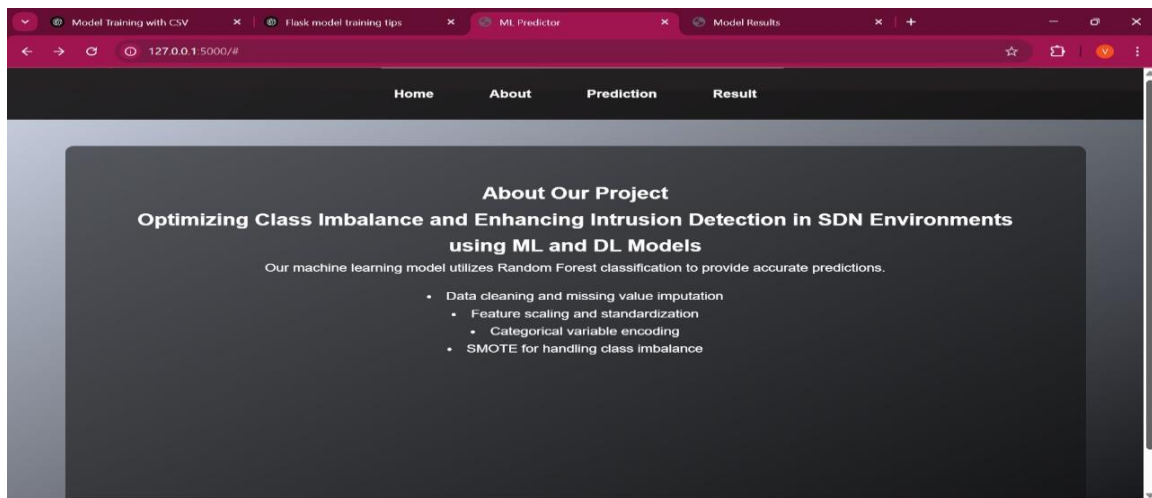 Model Training with CSV
Flask model training tips
ML Predictor
Model Results
127.0.0.1:5000/#
V
Home About Prediction Result
About Our Project
Optimizing Class Imbalance and Enhancing Intrusion Detection in SDN Environments
using ML and DL Models
Our machine learning model utilizes Random Forest classification to provide accurate predictions.
• Data cleaning and missing value imputation
• Feature scaling and standardization
• Categorical variable encoding
• SMOTE for handling class imbalance